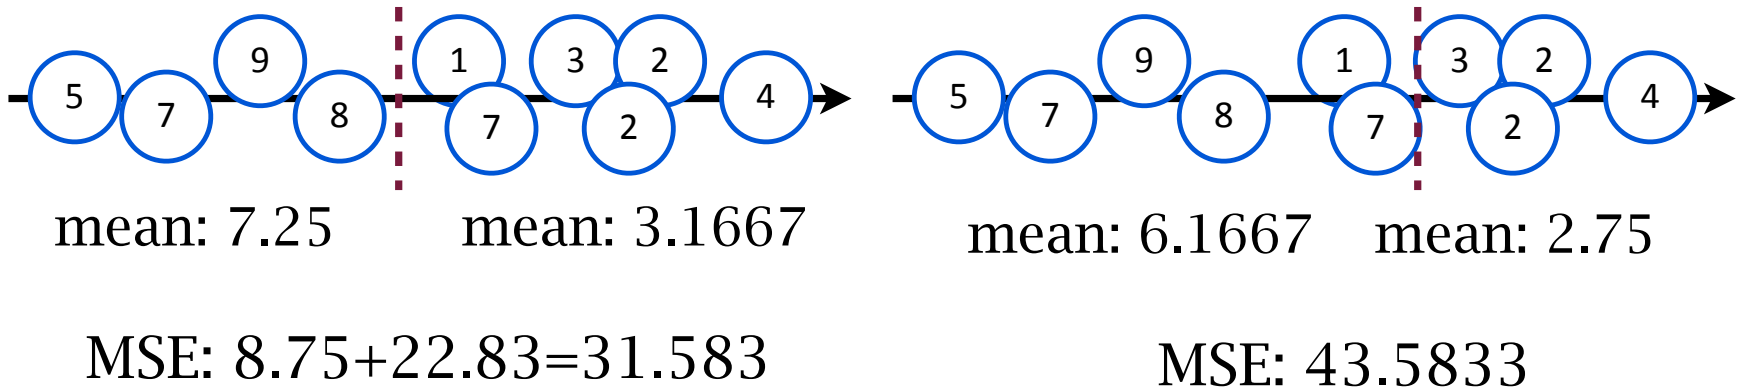 5 7 9 8 1 7 3 2 2 4
mean: 7.25 mean: 3.1667
MSE: 8.75+22.83=31.583
5 7 9 8 1 7 3 2 2 4
mean: 6.1667 mean: 2.75
MSE: 43.5833